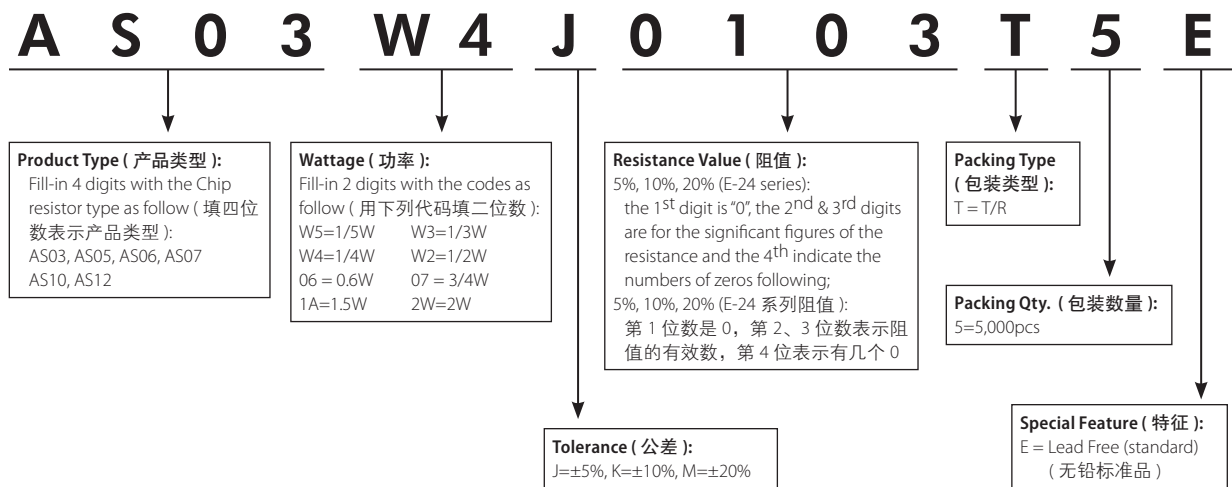 A S 0 3 W 4 J 0 1 0 3 T 5 E
Product Type ( 产品类型 ):
Fill-in 4 digits with the Chip
resistor type as follow ( 填四位
数表示产品类型 ):
AS03, AS05, AS06, AS07
AS10, AS12
Wattage ( 功率 ):
Fill-in 2 digits with the codes as
follow ( 用下列代码填二位数 ):
W5=1/5W W3=1/3W
W4=1/4W W2=1/2W
06 = 0.6W 07 = 3/4W
1A=1.5W 2W=2W
Resistance Value ( 阻值 ):
5%, 10%, 20% (E-24 series):
the 1st digit is "0", the 2nd & 3rd digits
are for the significant figures of the
resistance and the 4th indicate the
numbers of zeros following;
5%, 10%, 20% (E-24 系列阻值 ):
第 1 位数是 0，第 2、3 位数表示阻
值的有效数，第 4 位表示有几个 0
Packing Type
( 包装类型 ):
T = T/R
Packing Qty. ( 包装数量 ):
5=5,000pcs
Tolerance ( 公差 ):
J=±5%, K=±10%, M=±20%
Special Feature ( 特征 ):
E = Lead Free (standard)
( 无铅标准品 )